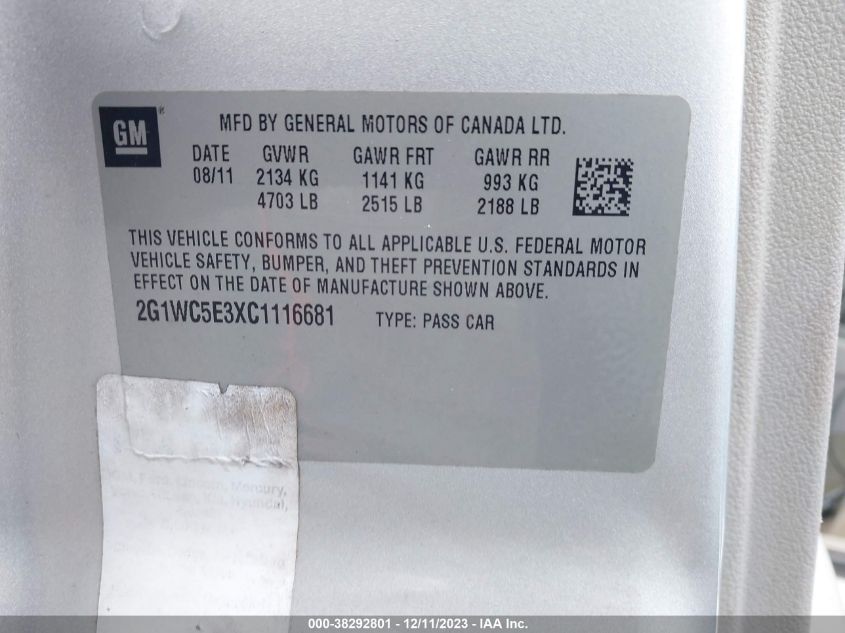 GM
MFD BY GENERAL MOTORS OF CANADA LTD.
DATE GVWR GAWR FRT GAWR RR
08/11 2134 KG 1141 KG 993 KG
4703 LB 2515 LB 2188 LB
THIS VEHICLE CONFORMS TO ALL APPLICABLE U.S. FEDERAL MOTOR
VEHICLE SAFETY, BUMPER, AND THEFT PREVENTION STANDARDS IN
EFFECT ON THE DATE OF MANUFACTURE SHOWN ABOVE.
2G1WC5E3XC1116681 TYPE: PASS CAR
Lincoln, Mercury,
Hyundai,
000-38292801 - 12/11/2023 - IAA Inc.